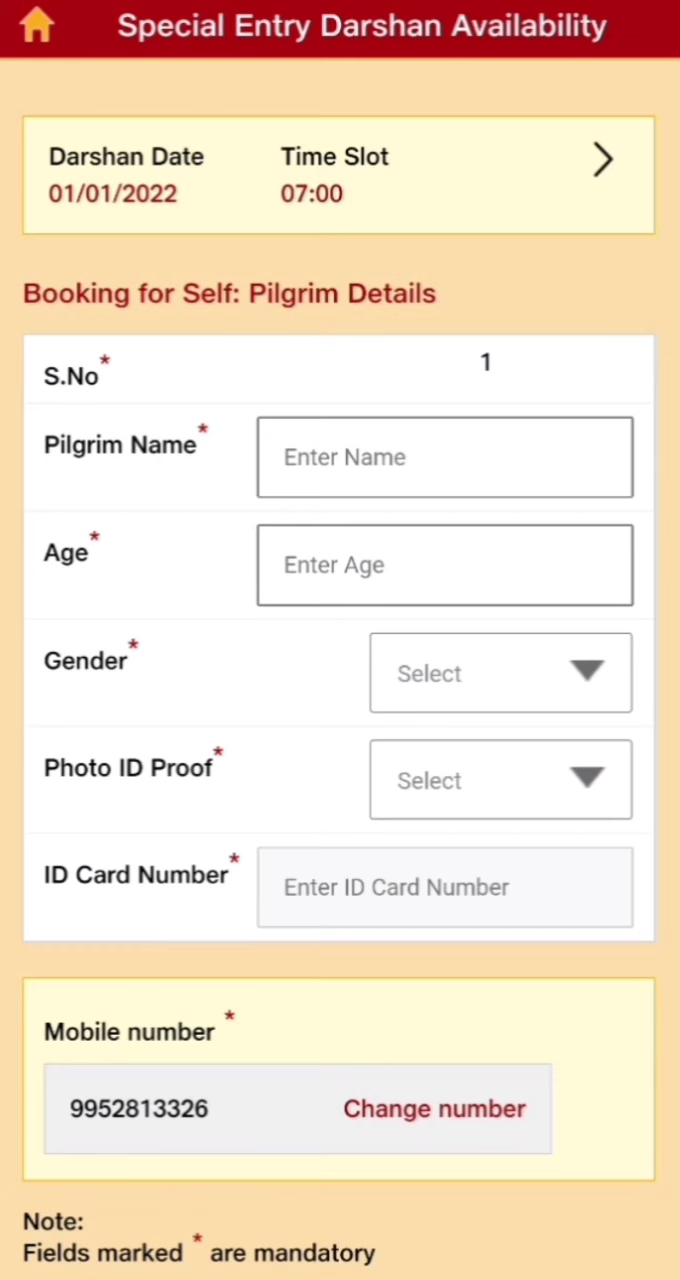 Special Entry Darshan Availability
Darshan Date Time Slot
01/01/2022 07:00
Booking for Self: Pilgrim Details
S.No* 1
Pilgrim Name* Enter Name
Age* Enter Age
Gender* Select
Photo ID Proof* Select
ID Card Number* Enter ID Card Number
Mobile number *
9952813326 Change number
Note:
Fields marked * are mandatory